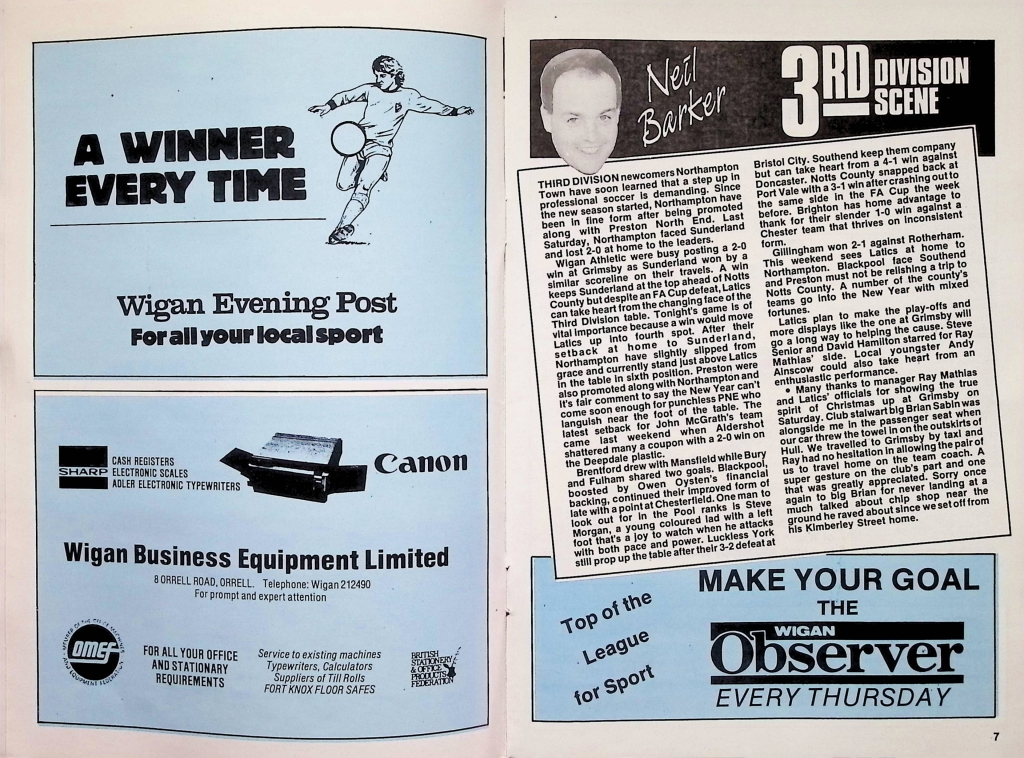 A WINNER
EVERY TIME
Wigan Evening Post
For all your local sport
SHARP
CASH REGISTERS
ELECTRONIC SCALES
ADLER ELECTRONIC TYPEWRITERS
Canon
Wigan Business Equipment Limited
8 ORRELL ROAD, ORRELL. Telephone: Wigan 212490
For prompt and expert attention
omef
FOR ALL YOUR OFFICE
AND STATIONARY
REQUIREMENTS
Service to existing machines
Typewriters, Calculators
Suppliers of Till Rolls
FORT KNOX FLOOR SAFES
BRITISH
STATIONERY
& OFFICE
PRODUCTS
FEDERATION
Neil
Barker
3RD DIVISION
SCENE
THIRD DIVISION newcomers Northampton
Town have soon learned that a step up in
professional soccer is demanding. Since
the new season started, Northampton have
been in fine form after being promoted
along with Preston North End. Last
Saturday, Northampton faced Sunderland
and lost 2-0 at home to the leaders.
Wigan Athletic were busy posting a 2-0
win at Grimsby as Sunderland won by a
similar scoreline on their travels. A win
keeps Sunderland at the top ahead of Notts
County but despite an FA Cup defeat, Latics
can take heart from the changing face of the
Third Division table. Tonight's game is of
vital importance because a win would move
Latics up into fourth spot. After their
setback at home to Sunderland,
Northampton have slightly slipped from
grace and currently stand just above Latics
in the table in sixth position. Preston were
also promoted along with Northampton and
it's fair comment to say the New Year can't
come soon enough for punchless PNE who
languish near the foot of the table. The
latest setback for John McGrath's team
came last weekend when Aldershot
shattered many a coupon with a 2-0 win on
the Deepdale plastic.
Brentford drew with Mansfield while Bury
and Fulham shared two goals. Blackpool,
boosted by Owen Oysten's financial
backing, continued their improved form of
late with a point at Chesterfield. One man to
look out for in the Pool ranks is Steve
Morgan, a young coloured lad with a left
foot that's a joy to watch when he attacks
with both pace and power. Luckless York
still prop up the table after their 3-2 defeat at
Bristol City. Southend keep them company
but can take heart from a 4-1 win against
Doncaster. Notts County snapped back at
Port Vale with a 3-1 win after crashing out to
the same side in the FA Cup the week
before. Brighton has home advantage to
thank for their slender 1-0 win against a
Chester team that thrives on inconsistent
form.
Gillingham won 2-1 against Rotherham.
This weekend sees Latics at home to
Northampton. Blackpool face Southend
and Preston must not be relishing a trip to
Notts County. A number of the county's
teams go into the New Year with mixed
fortunes.
Latics plan to make the play-offs and
more displays like the one at Grimsby will
go a long way to helping the cause. Steve
Senior and David Hamilton starred for Ray
Mathias' side. Local youngster Andy
Ainscow could also take heart from an
enthusiastic performance.
• Many thanks to manager Ray Mathias
and Latics' officials for showing the true
spirit of Christmas up at Grimsby on
Saturday. Club stalwart big Brian Sabin was
alongside me in the passenger seat when
our car threw the towel in on the outskirts of
Hull. We travelled to Grimsby by taxi and
Ray had no hesitation in allowing the pair of
us to travel home on the team coach. A
super gesture on the club's part and one
that was greatly appreciated. Sorry once
again to big Brian for never landing at a
much talked about chip shop near the
ground he raved about since we set off from
his Kimberley Street home.
Top of the
League
for Sport
MAKE YOUR GOAL
THE
WIGAN
Observer
EVERY THURSDAY
7